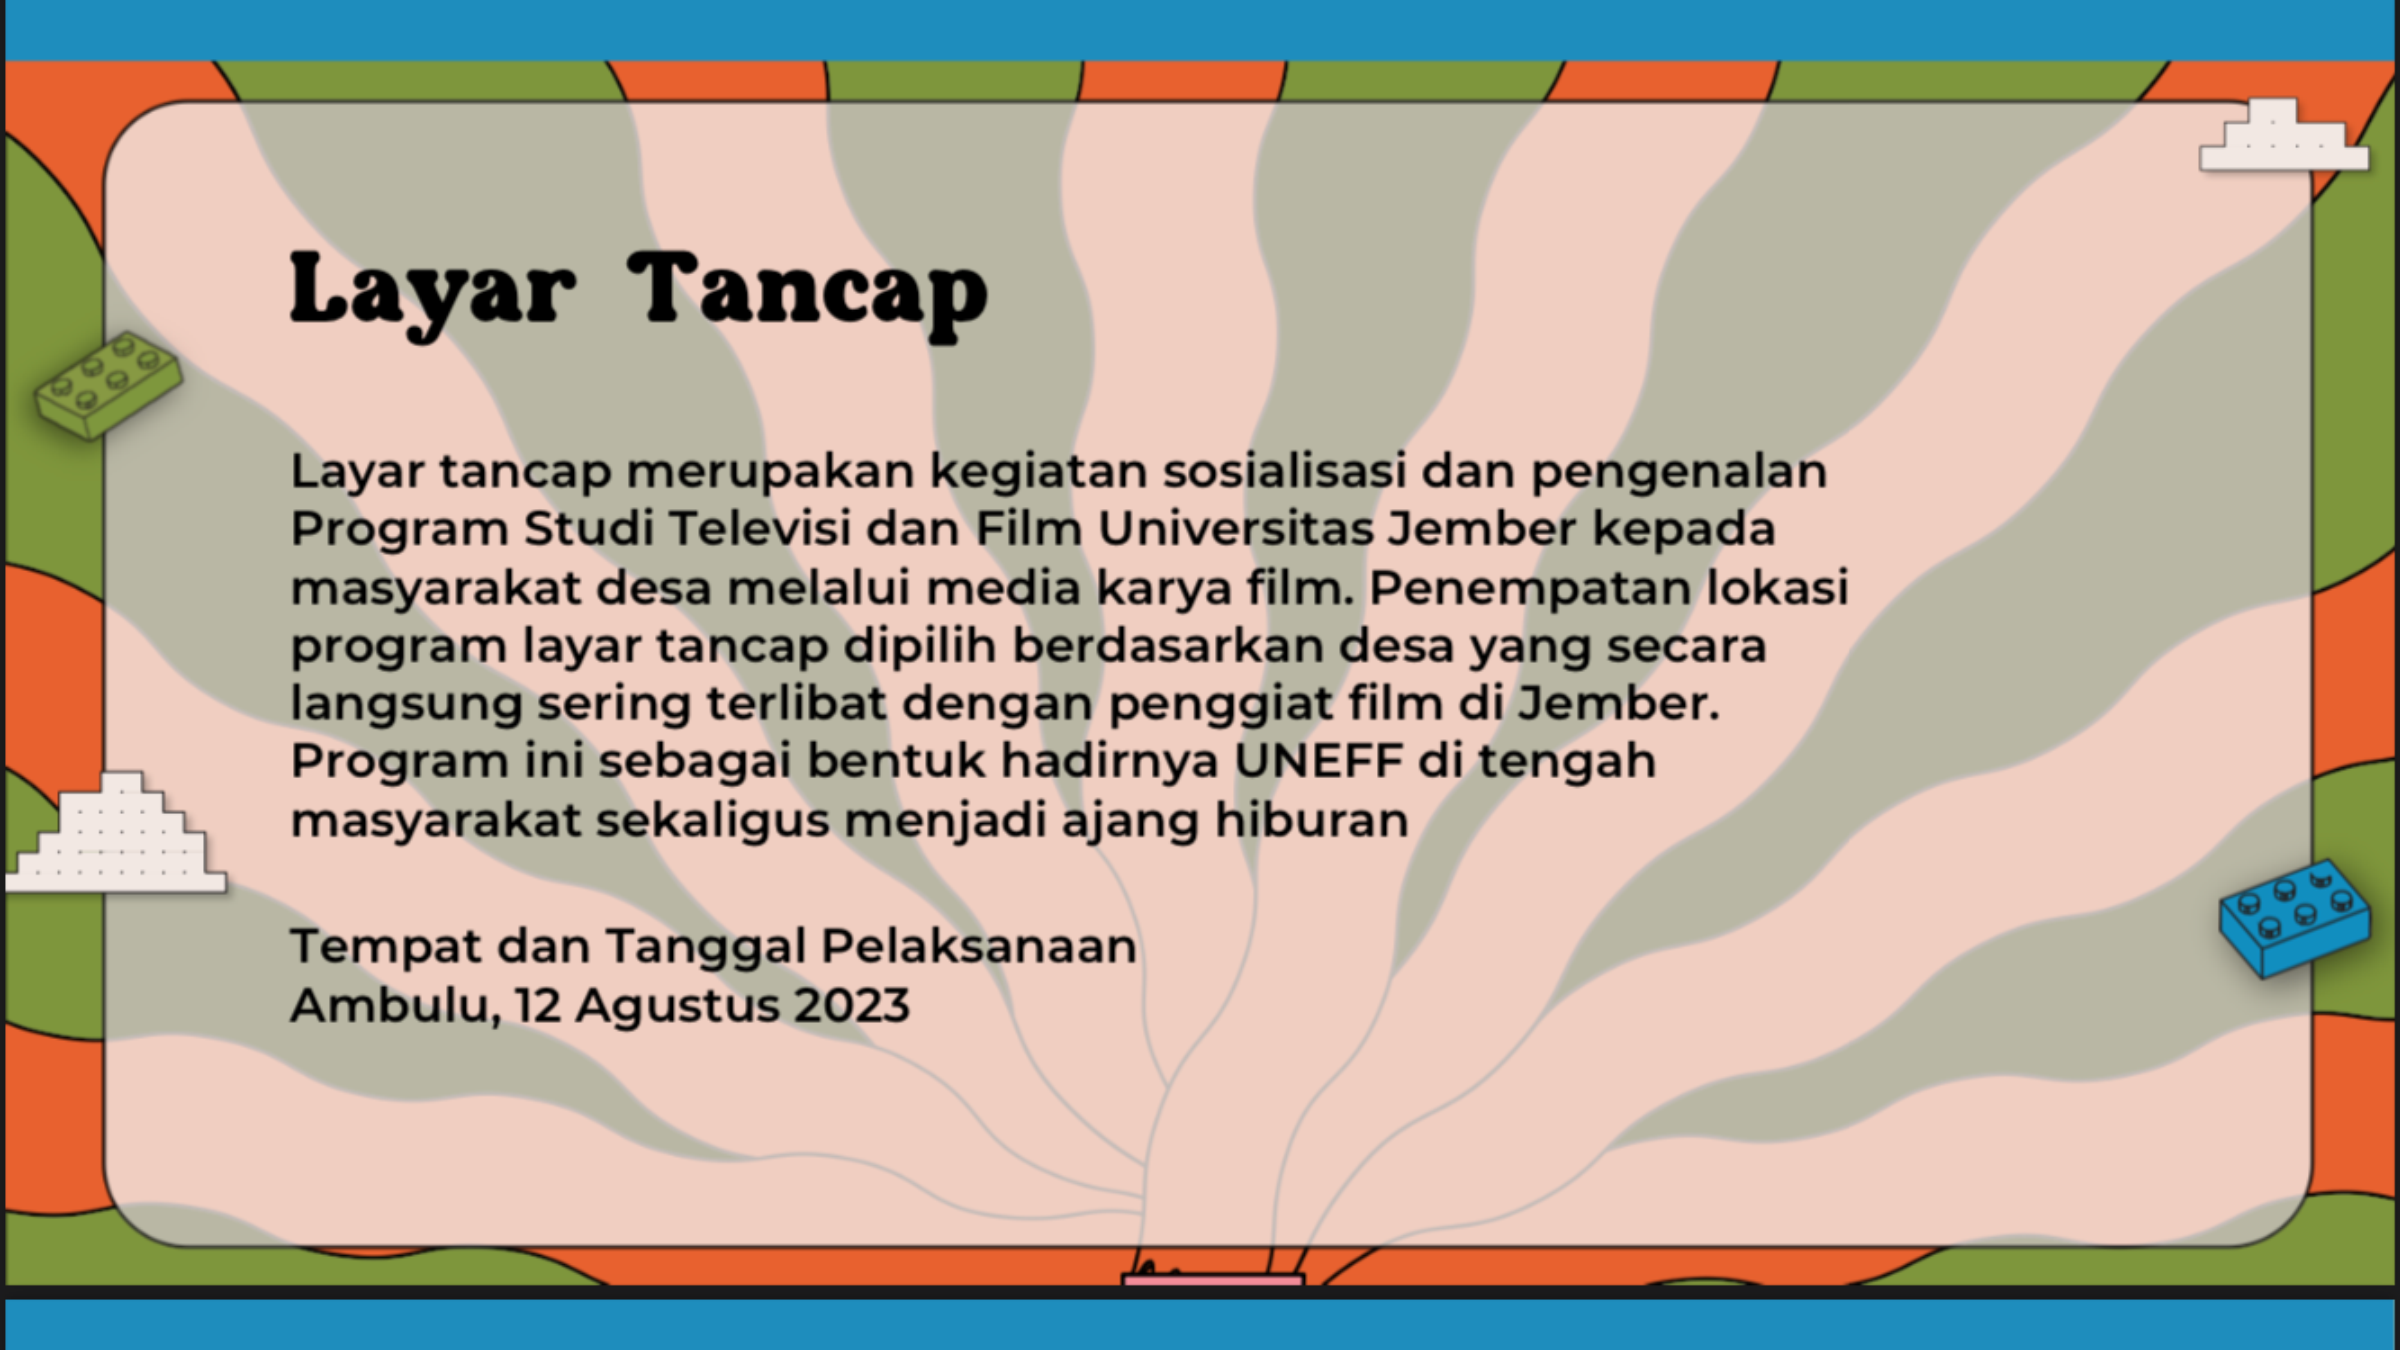 Layar Tancap
Layar tancap merupakan kegiatan sosialisasi dan pengenalan
Program Studi Televisi dan Film Universitas Jember kepada
masyarakat desa melalui media karya film. Penempatan lokasi
program layar tancap dipilih berdasarkan desa yang secara
langsung sering terlibat dengan penggiat film di Jember.
Program ini sebagai bentuk hadirnya UNEFF di tengah
masyarakat sekaligus menjadi ajang hiburan
Tempat dan Tanggal Pelaksanaan
Ambulu, 12 Agustus 2023